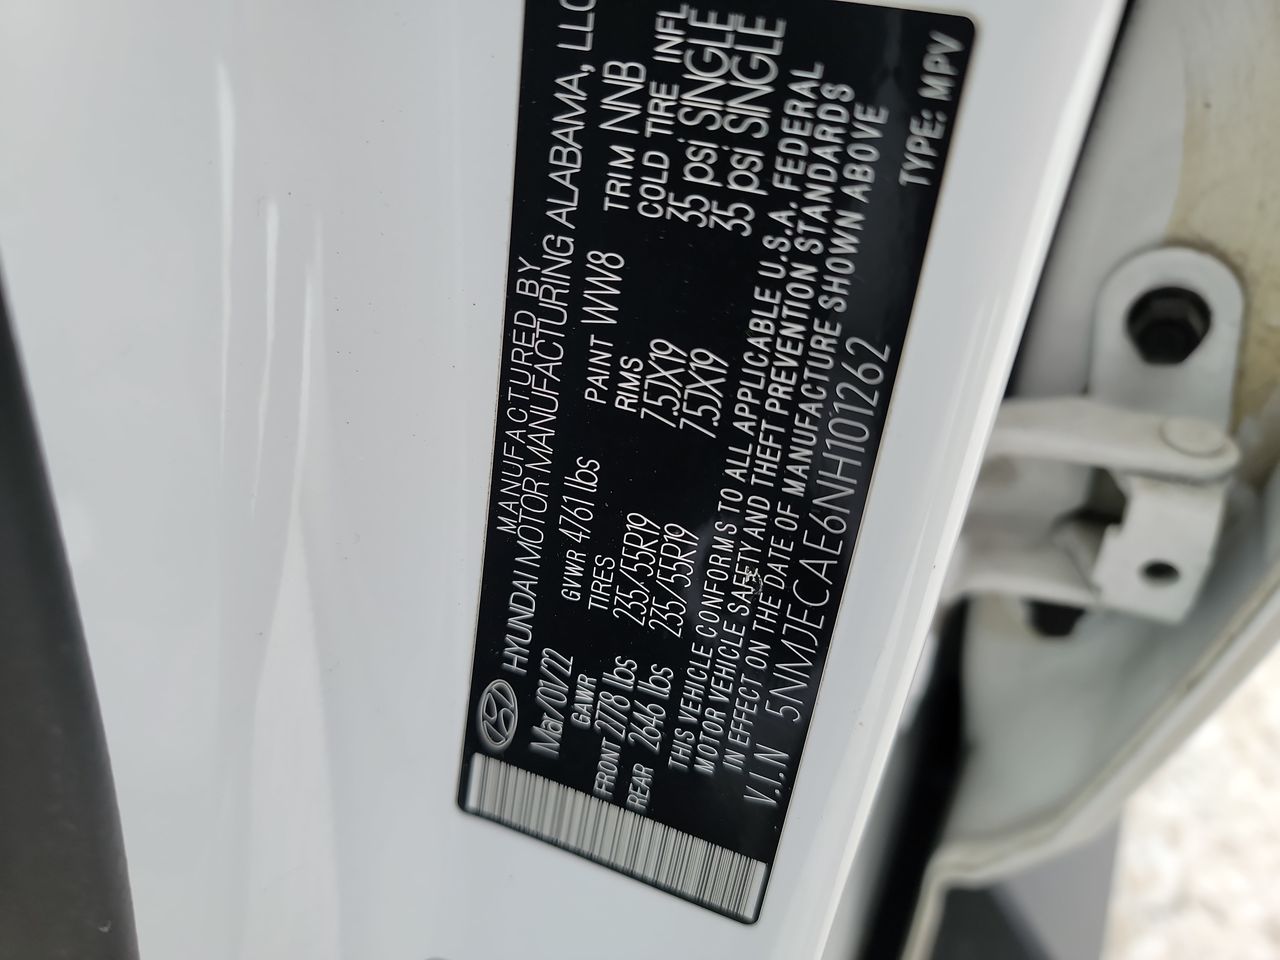 MANUFACTURED BY
HYUNDAI MOTOR MANUFACTURING ALABAMA, LLC
Mar/01/22 GVWR 4761 lbs PAINT WW8 TRIM NNB
GAWR TIRES RIMS COLD TIRE INFL
FRONT 2778 lbs 235/55R19 7.5JX19 35 psi SINGLE
REAR 2646 lbs 235/55R19 7.5JX19 35 psi SINGLE
THIS VEHICLE CONFORMS TO ALL APPLICABLE U.S.A. FEDERAL
MOTOR VEHICLE SAFETY AND THEFT PREVENTION STANDARDS
IN EFFECT ON THE DATE OF MANUFACTURE SHOWN ABOVE
V.I.N 5NMJECAE6NH101262 TYPE: MPV